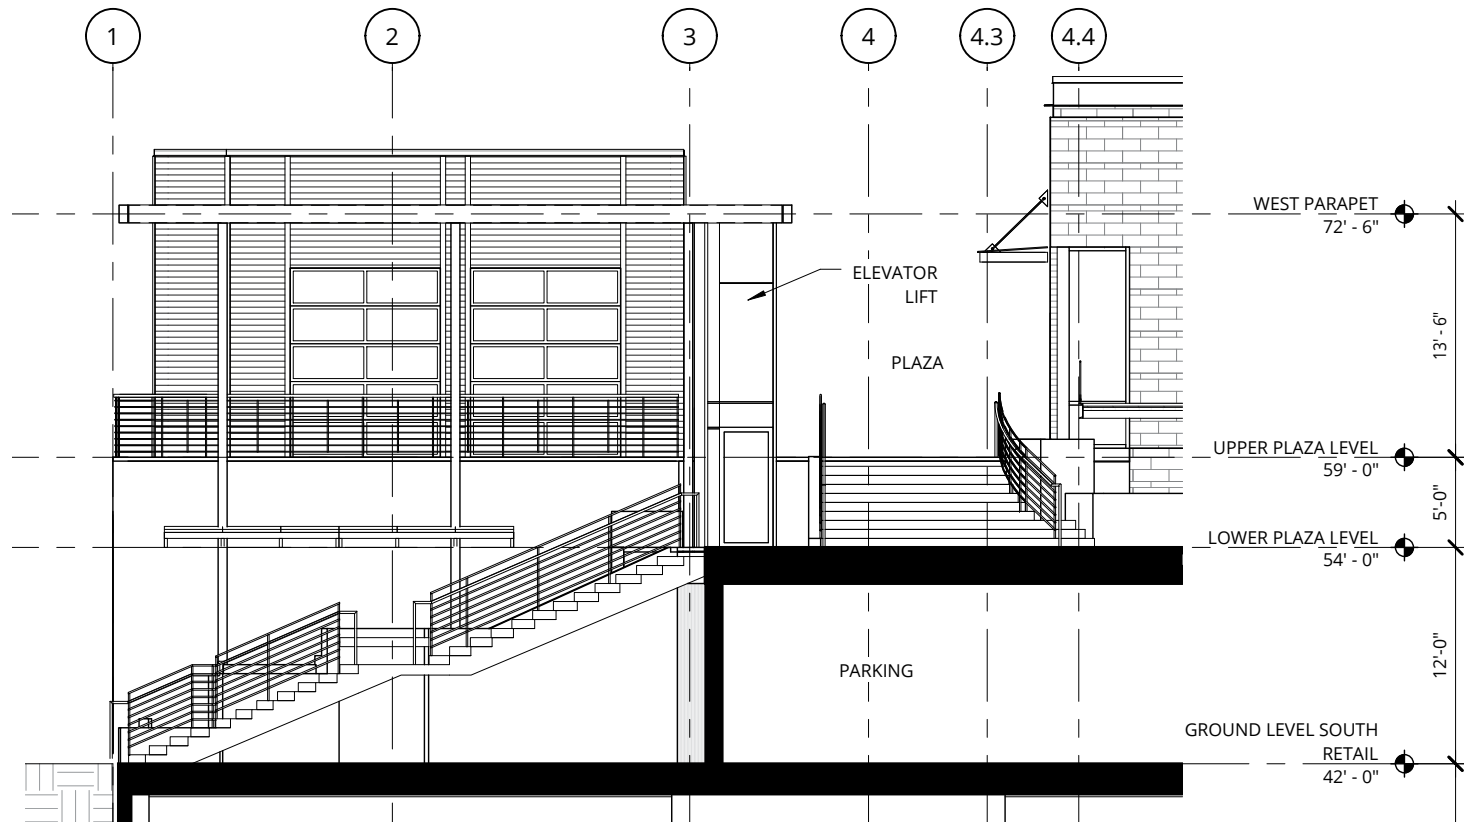 1
2
3
4
4.3
4.4
WEST PARAPET
72' - 6"
ELEVATOR
LIFT
13' - 6"
PLAZA
UPPER PLAZA LEVEL
59' - 0"
5'-0"
LOWER PLAZA LEVEL
54' - 0"
12'-0"
PARKING
GROUND LEVEL SOUTH
RETAIL
42' - 0"